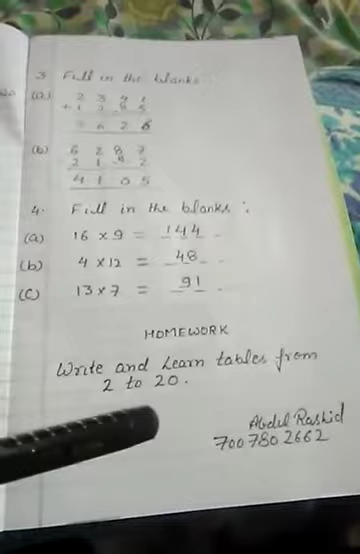 3 Fill in the blanks :
(a) 2 3 4 1
+ 1 2 8 5
3 6 2 6
(b) 6 2 8 7
2 1 8 2
4 1 0 5
4. Fill in the blanks :
(a) 16 x 9 = 144
(b) 4 x 12 = 48
(C) 13 x 7 = 91
HOMEWORK
Write and Learn tables from
2 to 20.
Abdul Rashid
7007802662